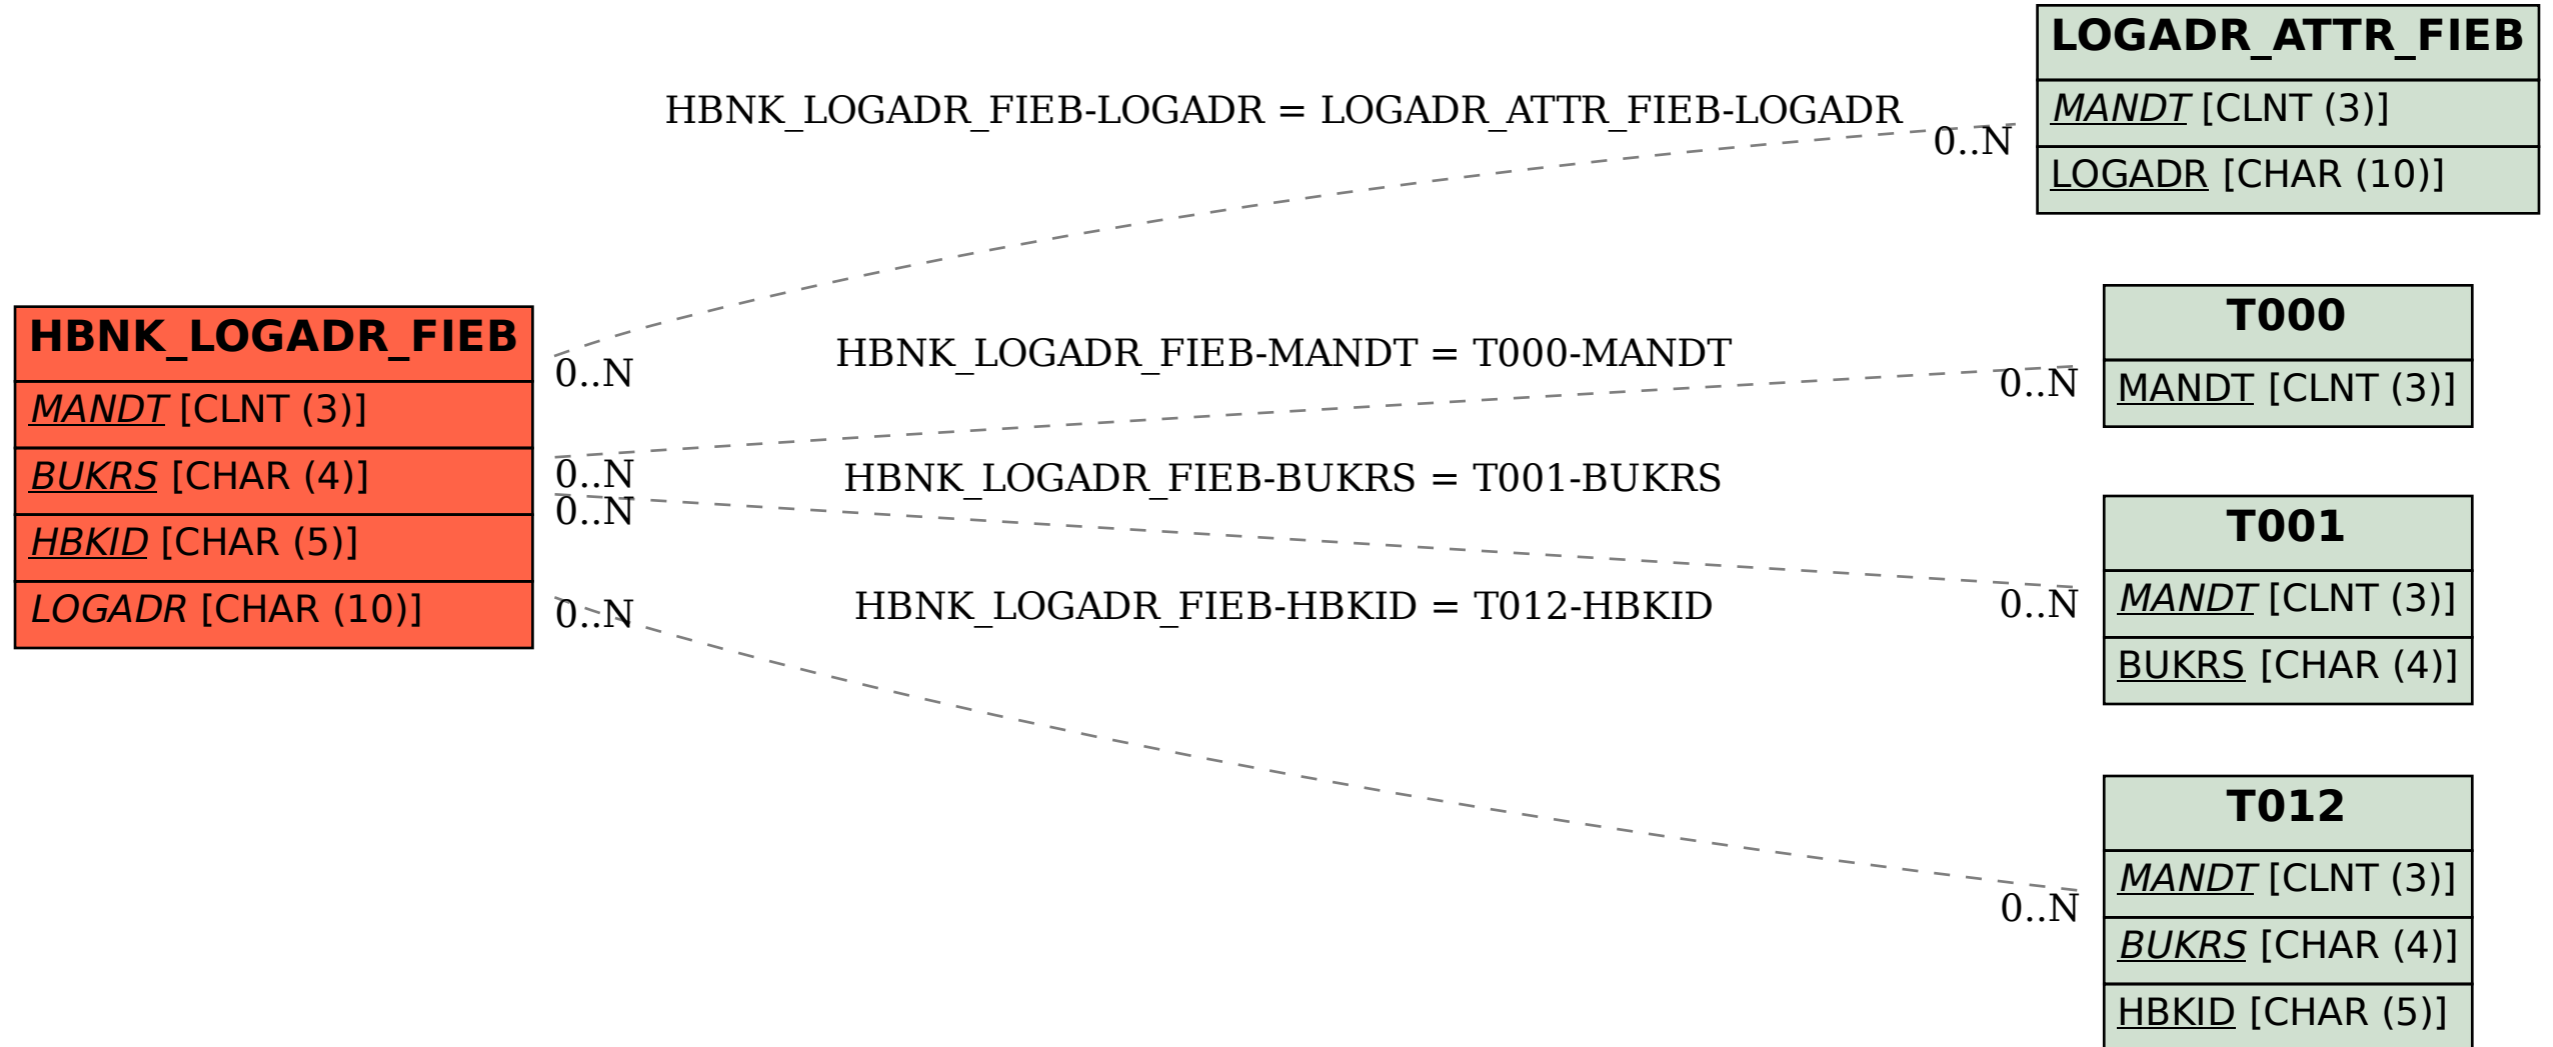 LOGADR_ATTR_FIEB
MANDT [CLNT (3)]
LOGADR [CHAR (10)]
HBNK_LOGADR_FIEB-LOGADR = LOGADR_ATTR_FIEB-LOGADR
0..N
HBNK_LOGADR_FIEB
MANDT [CLNT (3)]
BUKRS [CHAR (4)]
HBKID [CHAR (5)]
LOGADR [CHAR (10)]
0..N
0..N
0..N
0..N
HBNK_LOGADR_FIEB-MANDT = T000-MANDT
0..N
T000
MANDT [CLNT (3)]
HBNK_LOGADR_FIEB-BUKRS = T001-BUKRS
0..N
T001
MANDT [CLNT (3)]
BUKRS [CHAR (4)]
HBNK_LOGADR_FIEB-HBKID = T012-HBKID
0..N
T012
MANDT [CLNT (3)]
BUKRS [CHAR (4)]
HBKID [CHAR (5)]